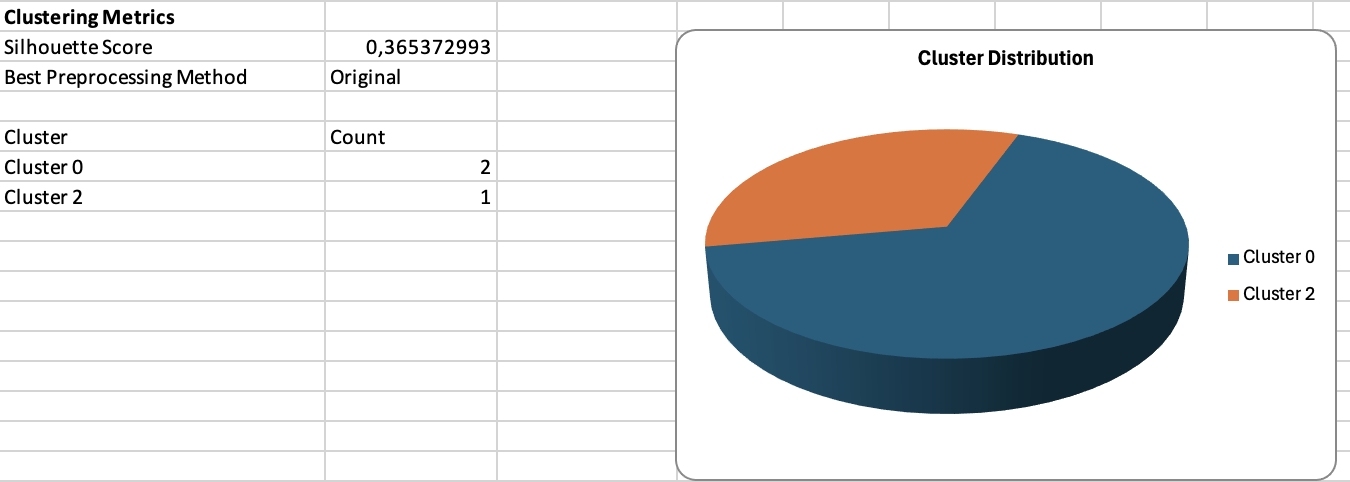 Clustering Metrics
Silhouette Score 0,365372993
Best Preprocessing Method Original
Cluster Count
Cluster 0 2
Cluster 2 1
Cluster Distribution
Cluster 0
Cluster 2